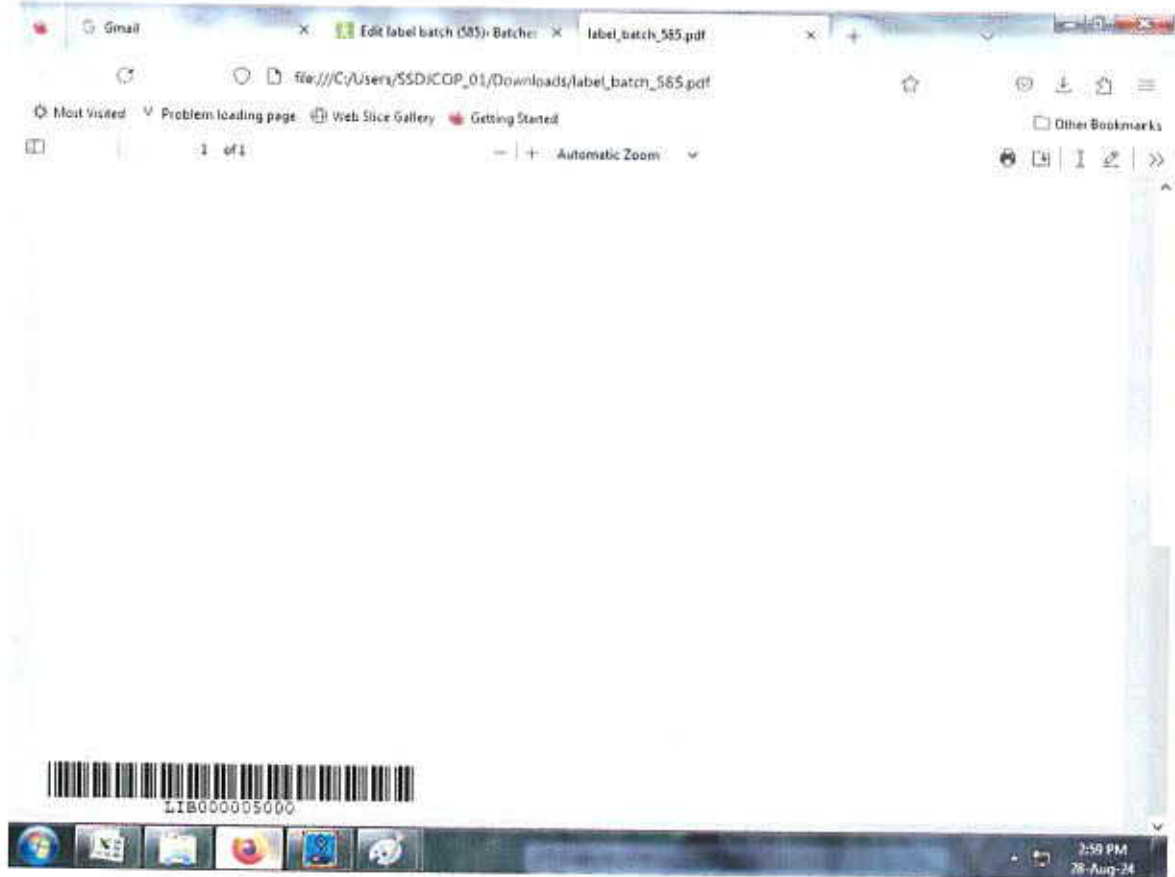 Gmail
Edit label batch (585)‹ Batches
label_batch_585.pdf
file:///C:/Users/SSDJCOP_01/Downloads/label_batch_585.pdf
Most Visited
Problem loading page
Web Slice Gallery
Getting Started
Other Bookmarks
1 of 1
Automatic Zoom
LIB000005000
2:59 PM
28-Aug-24